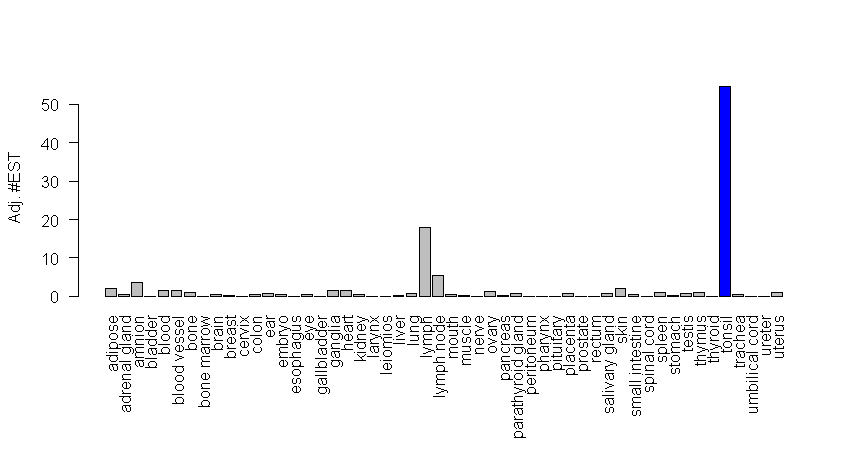 Adj. #EST
50
40
30
20
10
0
adipose
adrenal gland
amnion
bladder
blood
blood vessel
bone
bone marrow
brain
breast
cervix
colon
ear
embryo
esophagus
eye
gallbladder
ganglia
heart
kidney
larynx
leiomios
liver
lung
lymph
lymph node
mouth
muscle
nerve
ovary
pancreas
parathyroid gland
peritoneum
pharynx
pituitary
placenta
prostate
rectum
salivary gland
skin
small intestine
spinal cord
spleen
stomach
testis
thymus
thyroid
tonsil
trachea
umbilical cord
ureter
uterus